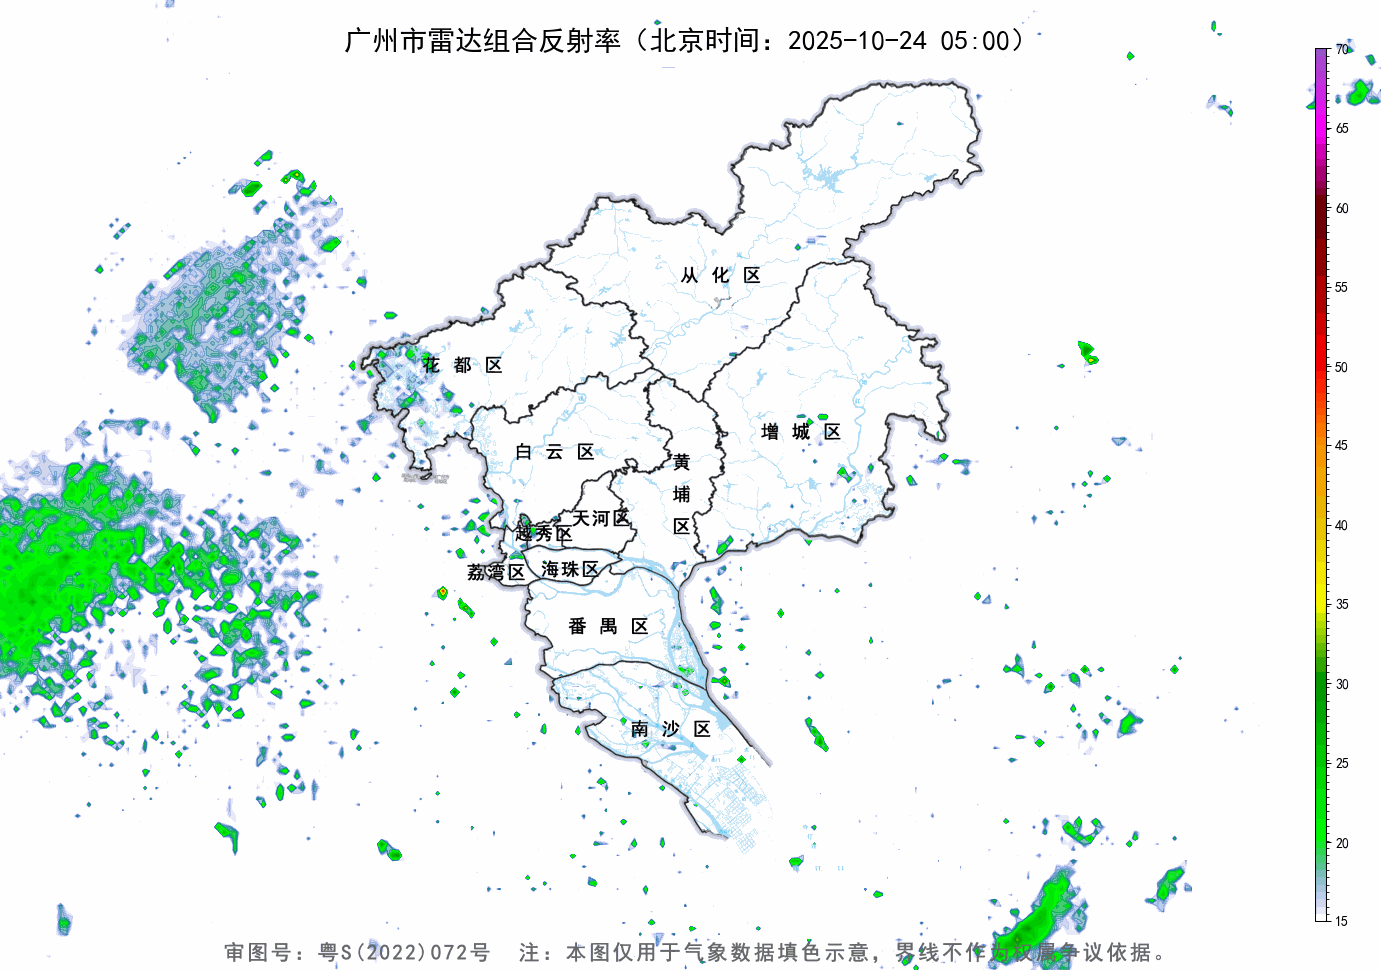 广州市雷达组合反射率（北京时间：2025-10-24 05:00）
70
65
60
55
50
45
40
35
30
25
20
15
从化区
花都区
增城区
白云区
黄埔区
天河区
越秀区
荔湾区
海珠区
番禺区
南沙区
审图号：粤S(2022)072号 注：本图仅用于气象数据填色示意，界线不作为权属争议依据。